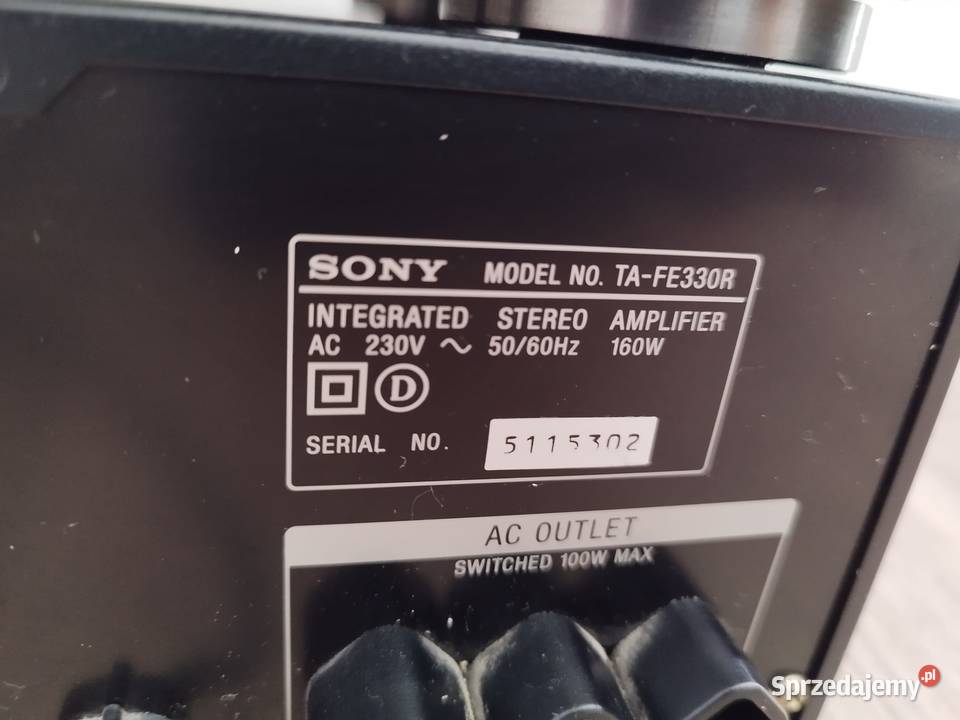 SONY MODEL NO. TA-FE330R
INTEGRATED STEREO AMPLIFIER
AC 230V ~ 50/60Hz 160W
D
SERIAL NO. 5115302
AC OUTLET
SWITCHED 100W MAX
Sprzedajemy.pl